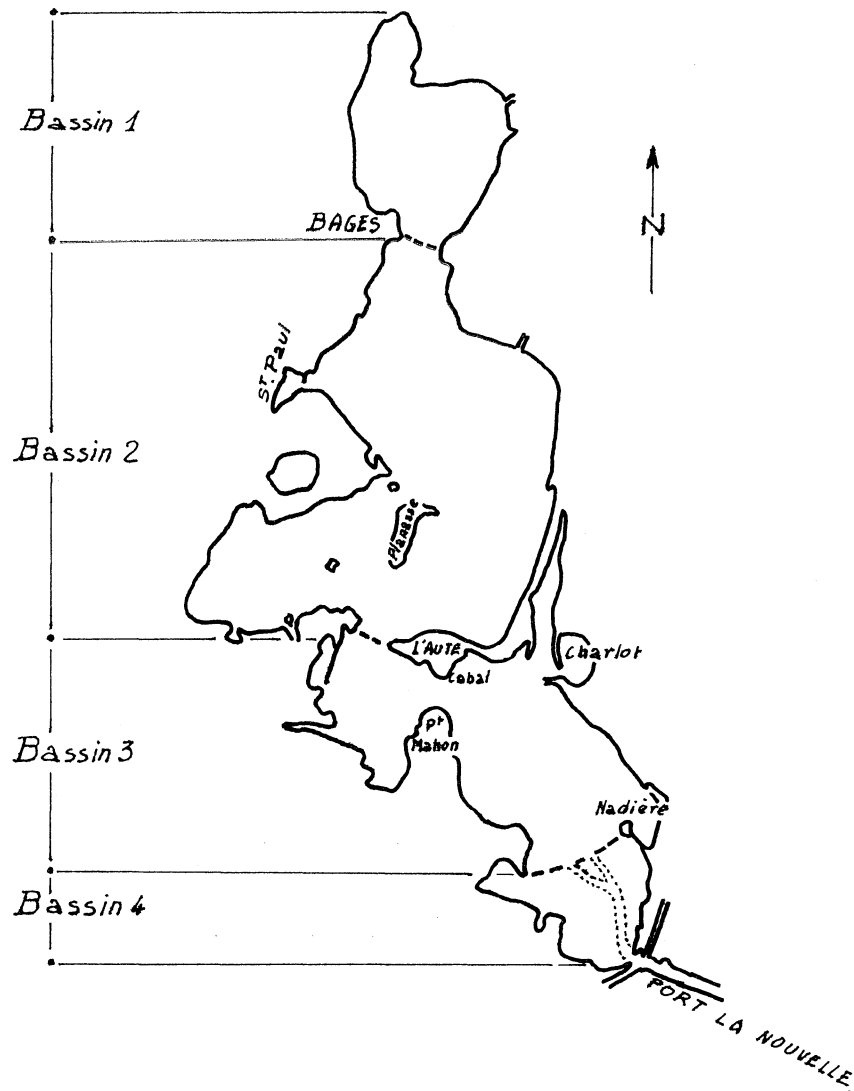 Bassin 1
BAGES
N
St. Paul
Bassin 2
Planasse
L'AUTE
Cabal
Charlot
pt
Mahon
Bassin 3
Nadière
Bassin 4
PORT LA NOUVELLE